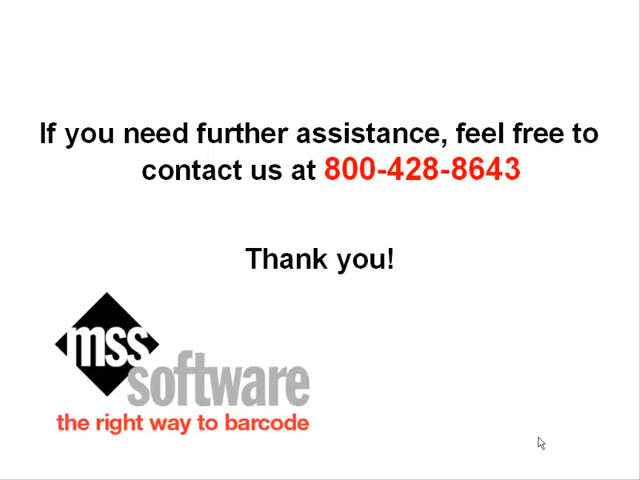 If you need further assistance, feel free to
contact us at 800-428-8643
Thank you!
mss
software
the right way to barcode